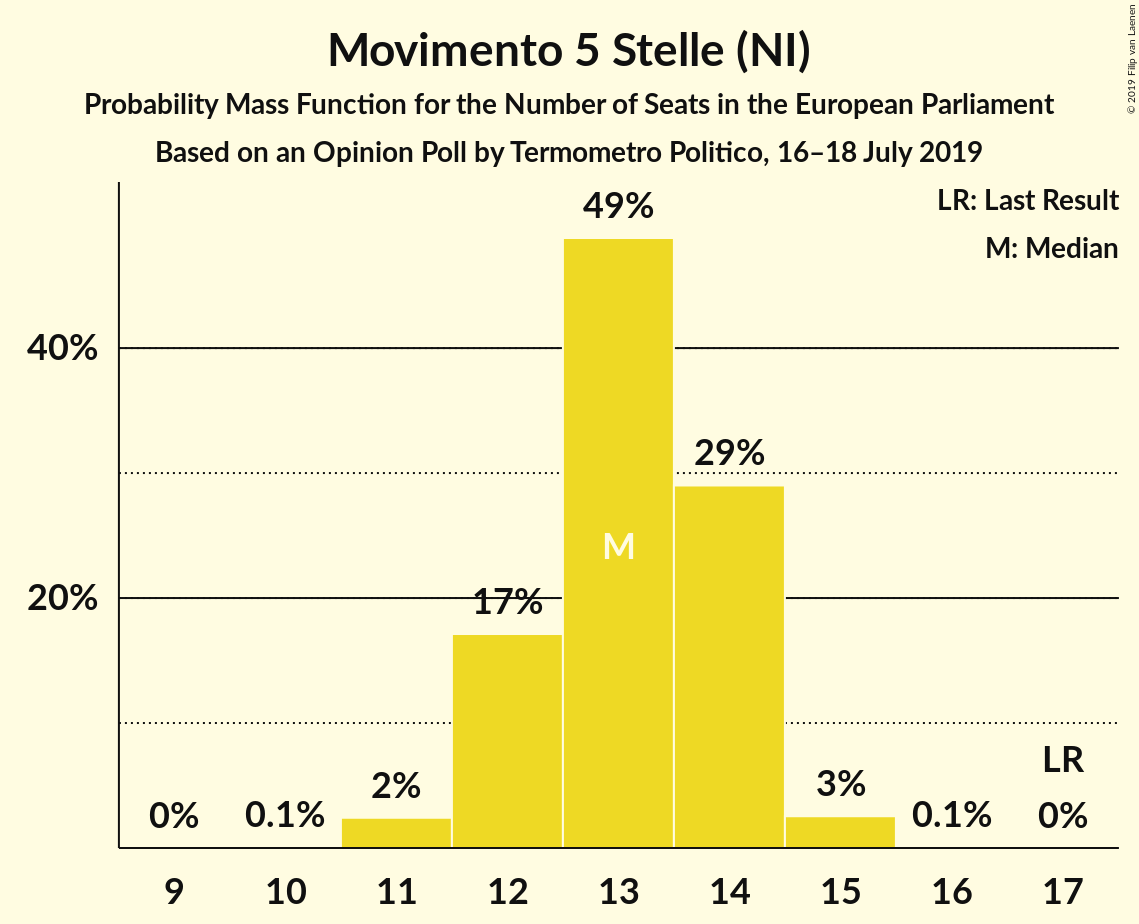 Movimento 5 Stelle (NI)
Probability Mass Function for the Number of Seats in the European Parliament
Based on an Opinion Poll by Termometro Politico, 16–18 July 2019
© 2019 Filip van Laenen
LR: Last Result
M: Median
49%
40%
29%
M
20%
17%
LR
2%
3%
0%
0.1%
0.1%
0%
9 10 11 12 13 14 15 16 17